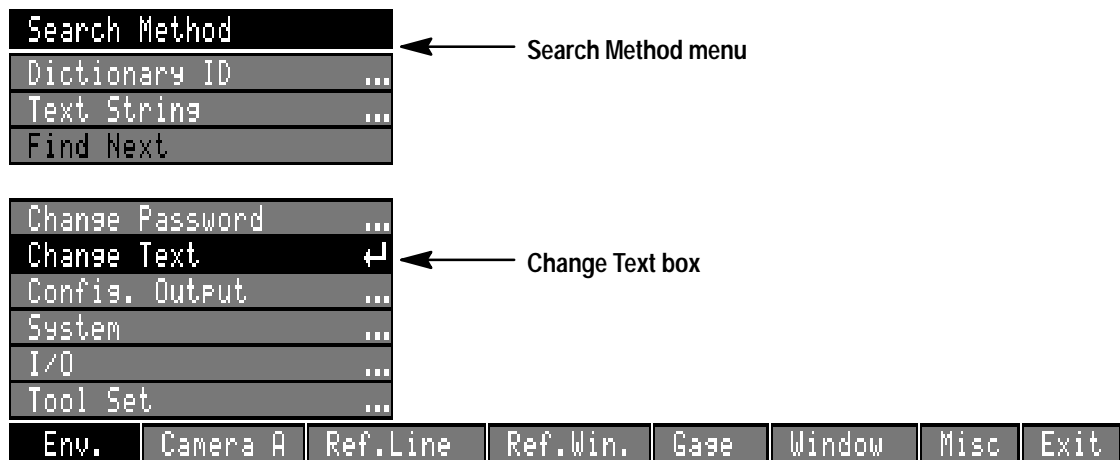 Search Method
Search Method menu
Dictionary ID ...
Text String ...
Find Next
Change Password ...
Change Text ↵
Change Text box
Config. Output ...
System ...
I/O ...
Tool Set ...
Env. Camera A Ref.Line Ref.Win. Gage Window Misc Exit